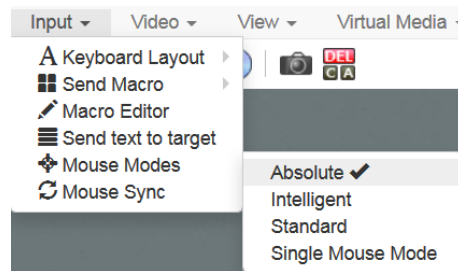 Input Video View Virtual Media
DEL
C A
A Keyboard Layout
Send Macro
Macro Editor
Send text to target
Mouse Modes
Mouse Sync
Absolute
Intelligent
Standard
Single Mouse Mode